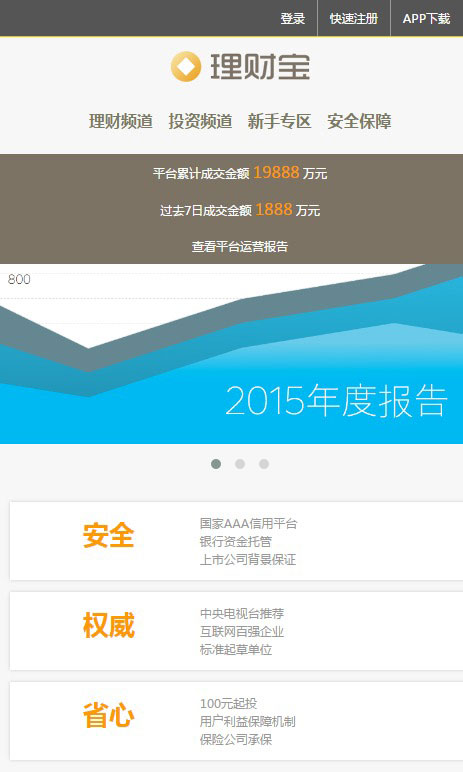 登录 快速注册 APP下载
理财宝
理财频道 投资频道 新手专区 安全保障
平台累计成交金额 19888 万元
过去7日成交金额 1888 万元
查看平台运营报告
800
2015年度报告
安全
国家AAA信用平台
银行资金托管
上市公司背景保证
权威
中央电视台推荐
互联网百强企业
标准起草单位
省心
100元起投
用户利益保障机制
保险公司承保